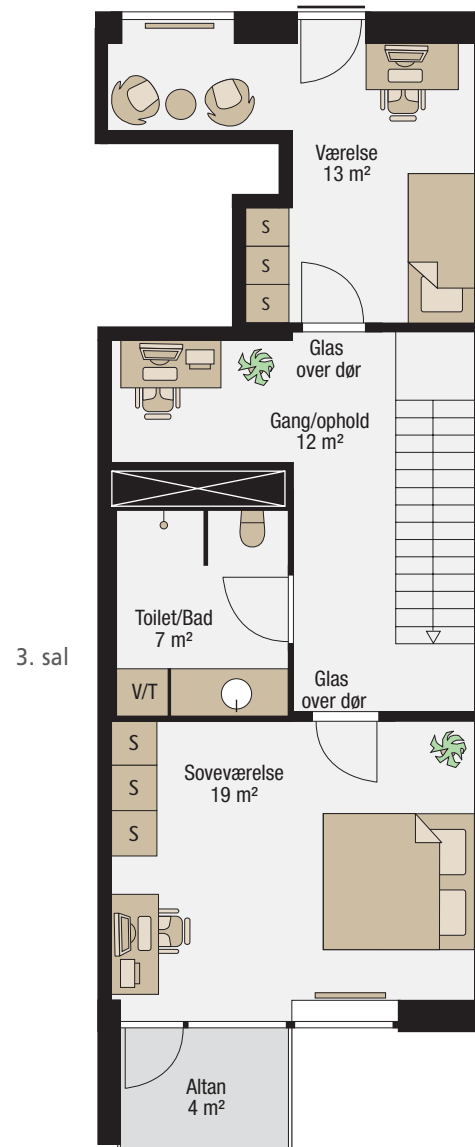 Værelse
13 m²
S
S
S
Glas
over dør
Gang/ophold
12 m²
Toilet/Bad
7 m²
3. sal
V/T
Glas
over dør
S
S
S
Soveværelse
19 m²
Altan
4 m²